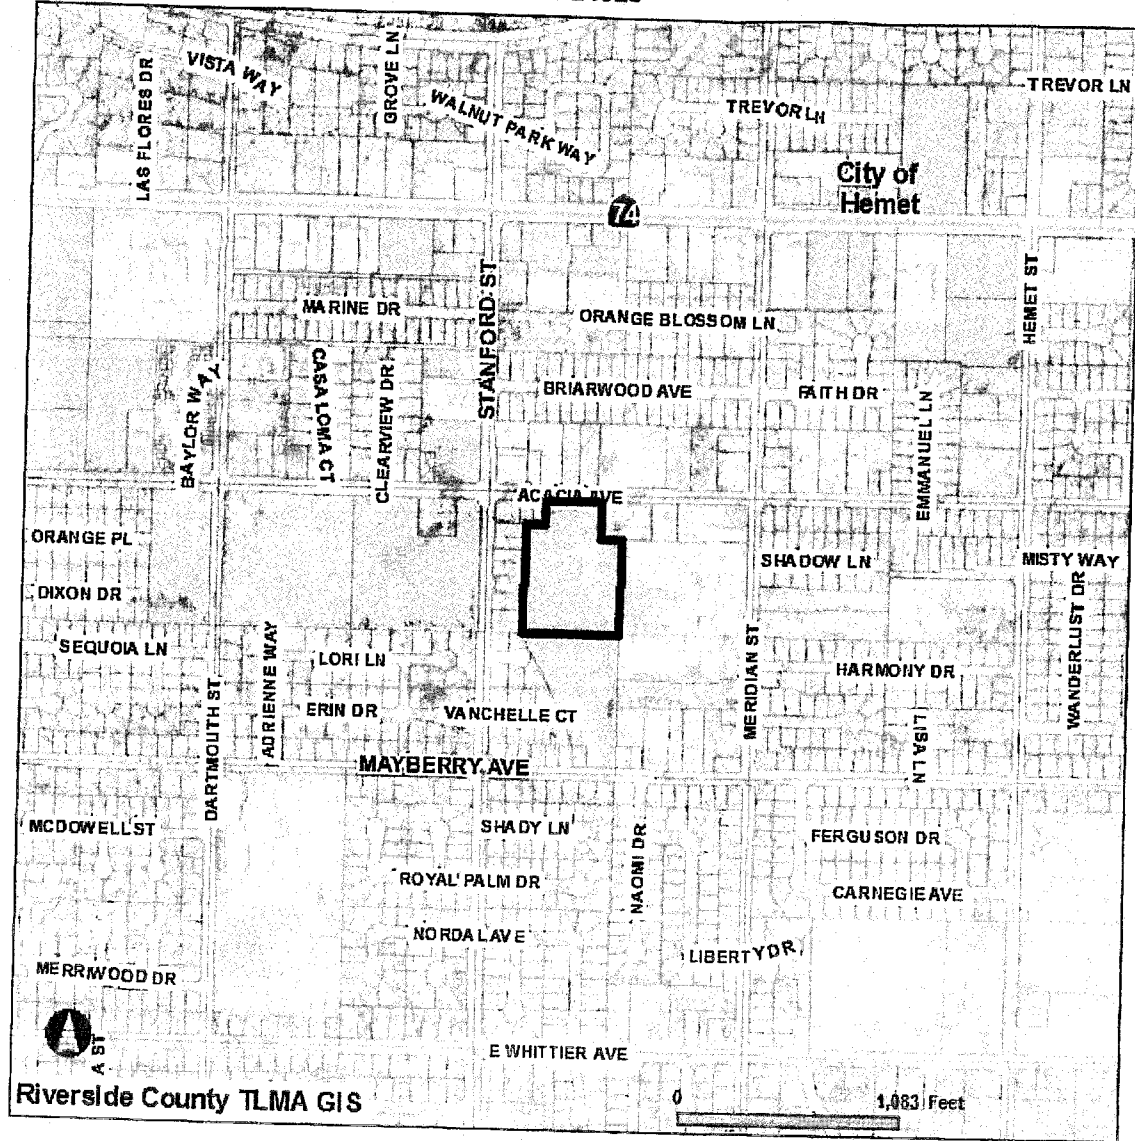 TREVOR LN
VISTA WAY
GROVE LN
LAS FLORES DR
WALNUT PARK WAY
TREVOR LN
City of
Hemet
74
STANFORD ST
HEMET ST
MARINE DR
ORANGE BLOSSOM LN
BAYLOR WAY
CASA LOMA CT
CLEARVIEW DR
BRIARWOOD AVE
FAITH DR
EMMANUEL LN
ACACIA AVE
ORANGE PL
SHADOW LN
MISTY WAY
DIXON DR
WANDERLUST DR
SEQUOIA LN
ADRIENNE WAY
LORI LN
MERIDIAN ST
HARMONY DR
DARTMOUTH ST
ERIN DR
VANCHELLE CT
LISA LN
MAYBERRY AVE
MCDOWELL ST
SHADY LN
FERGUSON DR
NAOMI DR
ROYAL PALM DR
CARNEGIE AVE
NORDAL AVE
LIBERTY DR
MERRIWOOD DR
A ST
E WHITTIER AVE
Riverside County TLMA GIS
0 1,083 Feet